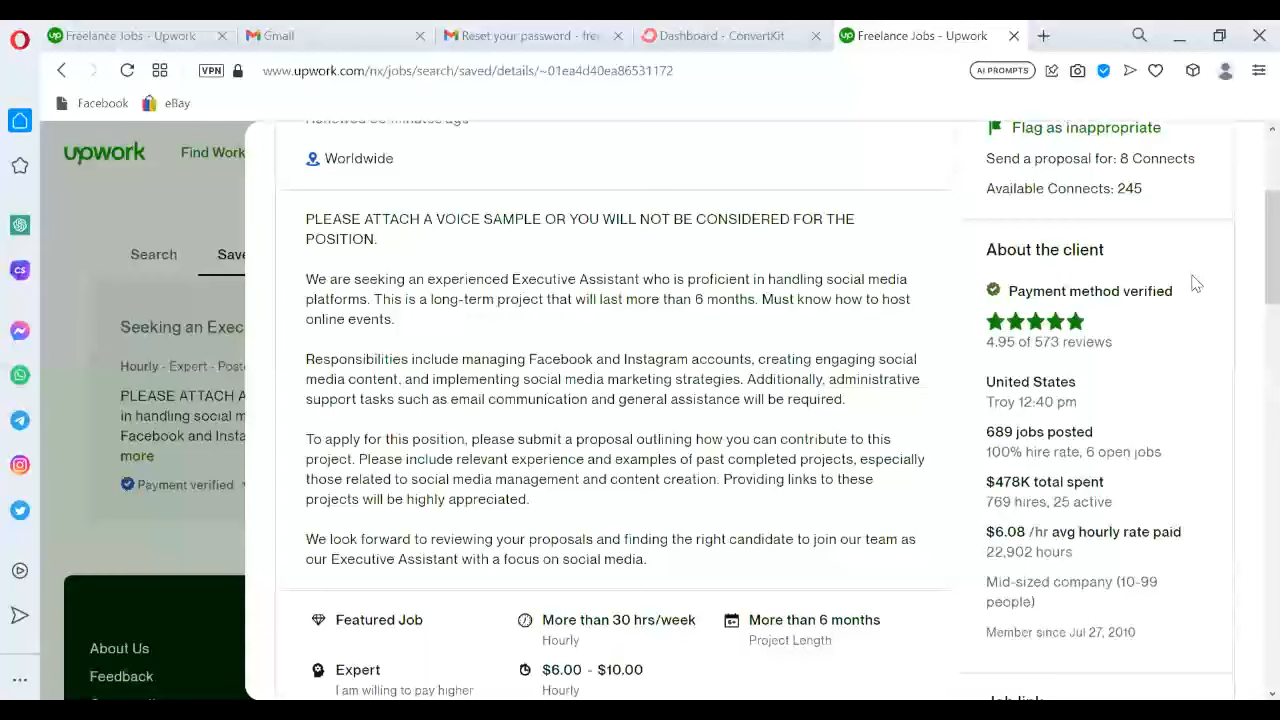 Freelance Jobs - Upwork
Gmail
Reset your password - free
Dashboard - ConvertKit
Freelance Jobs - Upwork
VPN
www.upwork.com/nx/jobs/search/saved/details/~01ea4d40ea86531172
AI PROMPTS
Facebook
eBay
upwork
Find Work
Worldwide
Flag as inappropriate
Send a proposal for: 8 Connects
Available Connects: 245
PLEASE ATTACH A VOICE SAMPLE OR YOU WILL NOT BE CONSIDERED FOR THE
POSITION.
We are seeking an experienced Executive Assistant who is proficient in handling social media
platforms. This is a long-term project that will last more than 6 months. Must know how to host
online events.
Responsibilities include managing Facebook and Instagram accounts, creating engaging social
media content, and implementing social media marketing strategies. Additionally, administrative
support tasks such as email communication and general assistance will be required.
To apply for this position, please submit a proposal outlining how you can contribute to this
project. Please include relevant experience and examples of past completed projects, especially
those related to social media management and content creation. Providing links to these
projects will be highly appreciated.
We look forward to reviewing your proposals and finding the right candidate to join our team as
our Executive Assistant with a focus on social media.
Featured Job
More than 30 hrs/week
Hourly
More than 6 months
Project Length
Expert
I am willing to pay higher
$6.00 - $10.00
Hourly
About the client
Payment method verified
4.95 of 573 reviews
United States
Troy 12:40 pm
689 jobs posted
100% hire rate, 6 open jobs
$478K total spent
769 hires, 25 active
$6.08 /hr avg hourly rate paid
22,902 hours
Mid-sized company (10-99
people)
Member since Jul 27, 2010
Search
Save
Seeking an Exec
Hourly - Expert - Poste
PLEASE ATTACH A
in handling social m
Facebook and Insta
more
Payment verified
About Us
Feedback